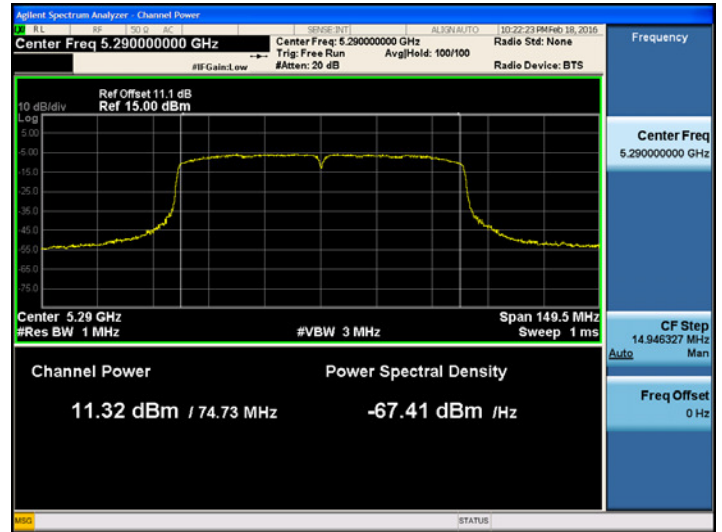 Agilent Spectrum Analyzer - Channel Power
RL RF 50 Ω AC SENSE:INT ALIGN AUTO 10:22:23 PM Feb 18, 2016
Center Freq 5.290000000 GHz
Center Freq: 5.290000000 GHz
Radio Std: None
Trig: Free Run Avg|Hold: 100/100
#IFGain:Low
#Atten: 20 dB
Radio Device: BTS
Frequency
Ref Offset 11.1 dB
10 dB/div Ref 15.00 dBm
Log
5.00
-5.00
-15.0
-25.0
-35.0
-45.0
-55.0
-65.0
-75.0
Center 5.29 GHz
Span 149.5 MHz
#Res BW 1 MHz
#VBW 3 MHz
Sweep 1 ms
Channel Power
Power Spectral Density
11.32 dBm / 74.73 MHz
-67.41 dBm /Hz
Center Freq
5.290000000 GHz
CF Step
14.946327 MHz
Auto Man
Freq Offset
0 Hz
MSG
STATUS